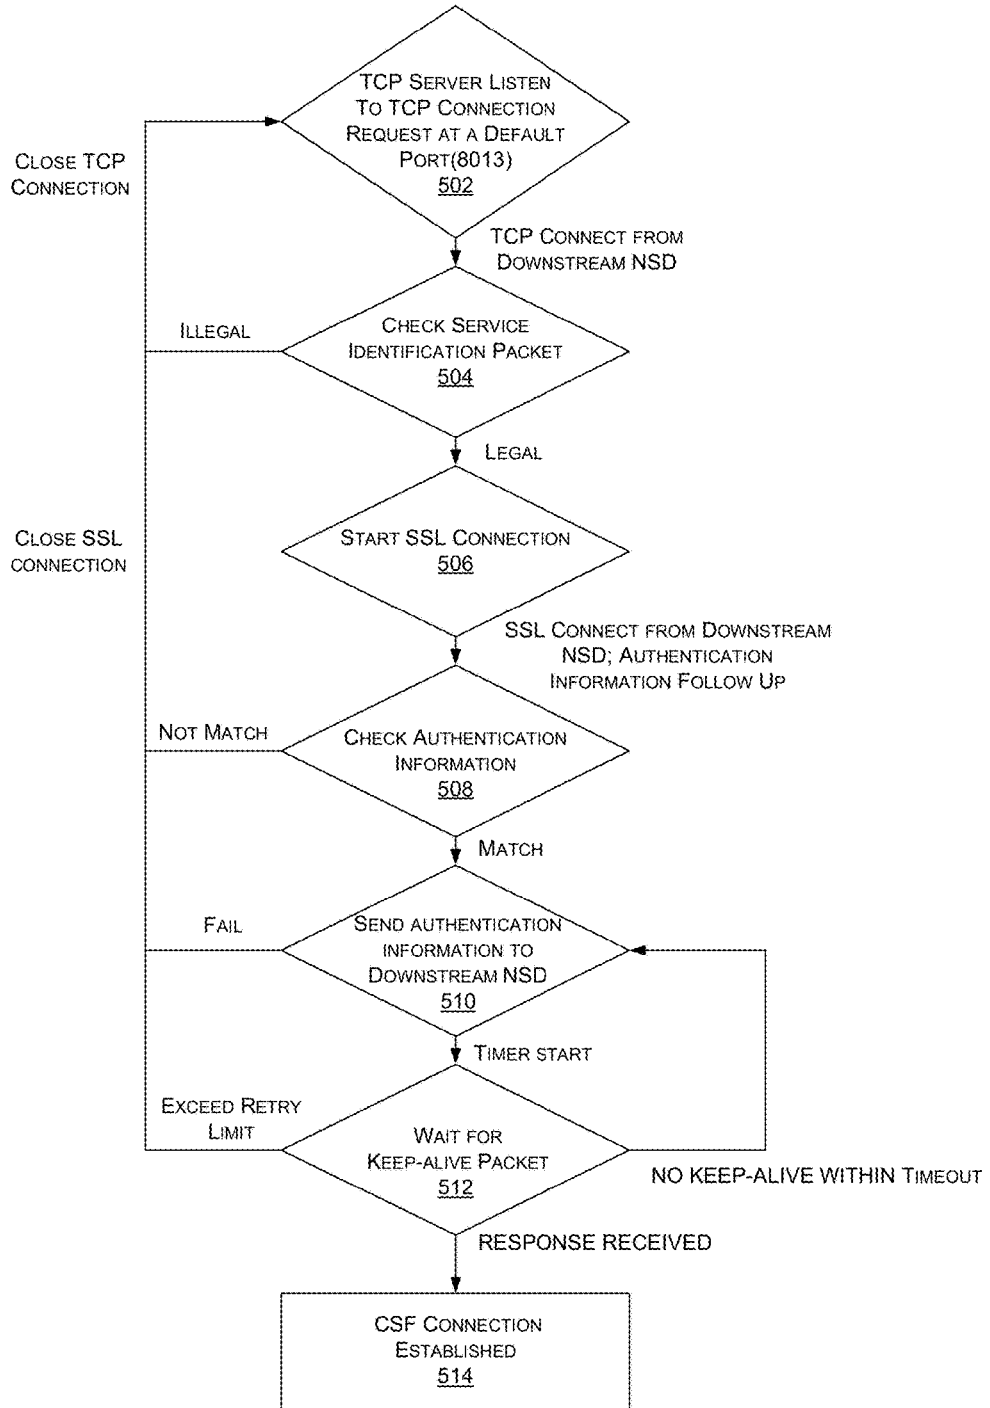 TCP SERVER LISTEN
TO TCP CONNECTION
REQUEST AT A DEFAULT
PORT(8013)
502
CLOSE TCP
CONNECTION
TCP CONNECT FROM
DOWNSTREAM NSD
ILLEGAL
CHECK SERVICE
IDENTIFICATION PACKET
504
LEGAL
CLOSE SSL
CONNECTION
START SSL CONNECTION
506
SSL CONNECT FROM DOWNSTREAM
NSD; AUTHENTICATION
INFORMATION FOLLOW UP
NOT MATCH
CHECK AUTHENTICATION
INFORMATION
508
MATCH
FAIL
SEND AUTHENTICATION
INFORMATION TO
DOWNSTREAM NSD
510
TIMER START
EXCEED RETRY
LIMIT
WAIT FOR
KEEP-ALIVE PACKET
512
NO KEEP-ALIVE WITHIN TIMEOUT
RESPONSE RECEIVED
CSF CONNECTION
ESTABLISHED
514